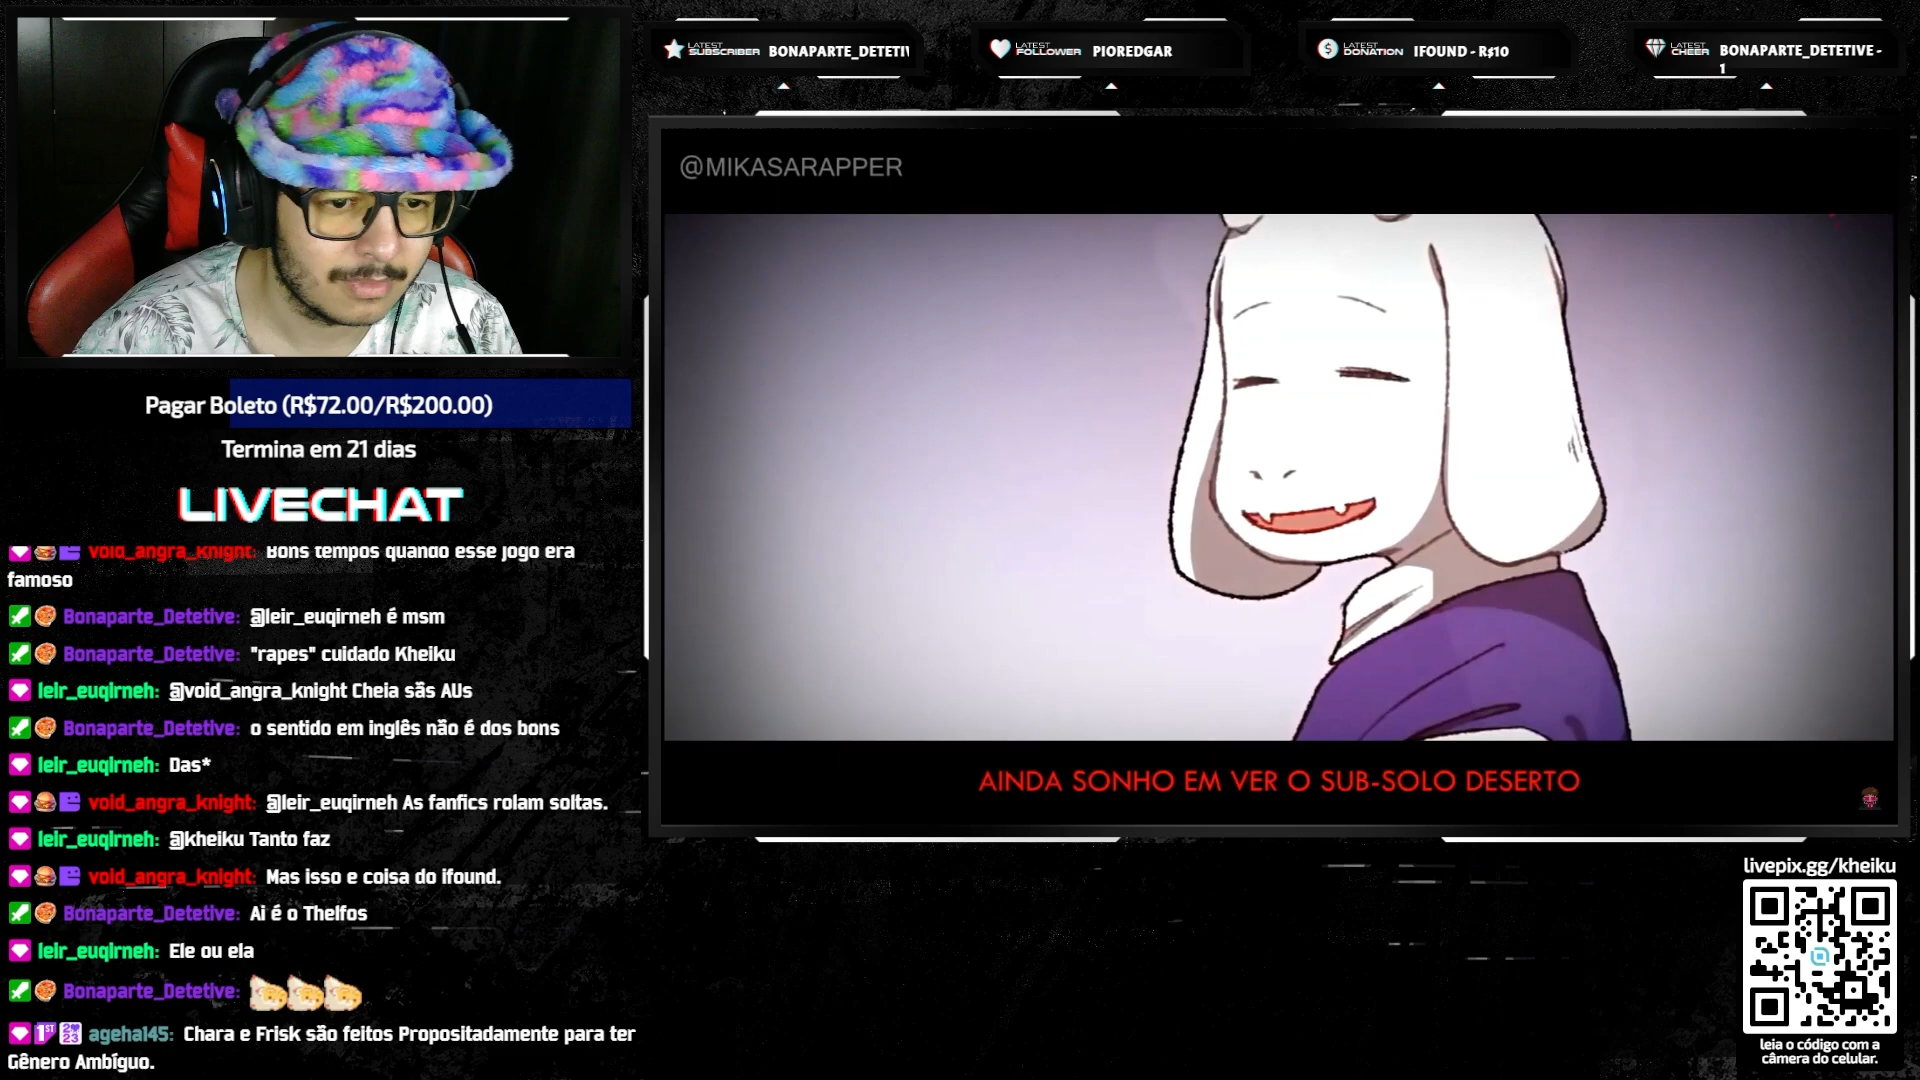 LATEST SUBSCRIBER BONAPARTE_DETETIV
LATEST FOLLOWER PIOREDGAR
LATEST DONATION IFOUND - R$10
LATEST CHEER BONAPARTE_DETETIVE - 1
@MIKASARAPPER
AINDA SONHO EM VER O SUB-SOLO DESERTO
Pagar Boleto (R$72.00/R$200.00)
Termina em 21 dias
LIVECHAT
void_angra_knight: Bons tempos quando esse jogo era
famoso
Bonaparte_Detetive: @leir_euqirneh é msm
Bonaparte_Detetive: "rapes" cuidado Kheiku
leir_euqirneh: @void_angra_knight Cheia sãs AUs
Bonaparte_Detetive: o sentido em inglês não é dos bons
leir_euqirneh: Das*
void_angra_knight: @leir_euqirneh As fanfics rolam soltas.
leir_euqirneh: @kheiku Tanto faz
void_angra_knight: Mas isso e coisa do ifound.
Bonaparte_Detetive: Ai é o Thelfos
leir_euqirneh: Ele ou ela
Bonaparte_Detetive:
1ST 2023 ageha145: Chara e Frisk são feitos Propositadamente para ter
Gênero Ambíguo.
livepix.gg/kheiku
leia o código com a
câmera do celular.